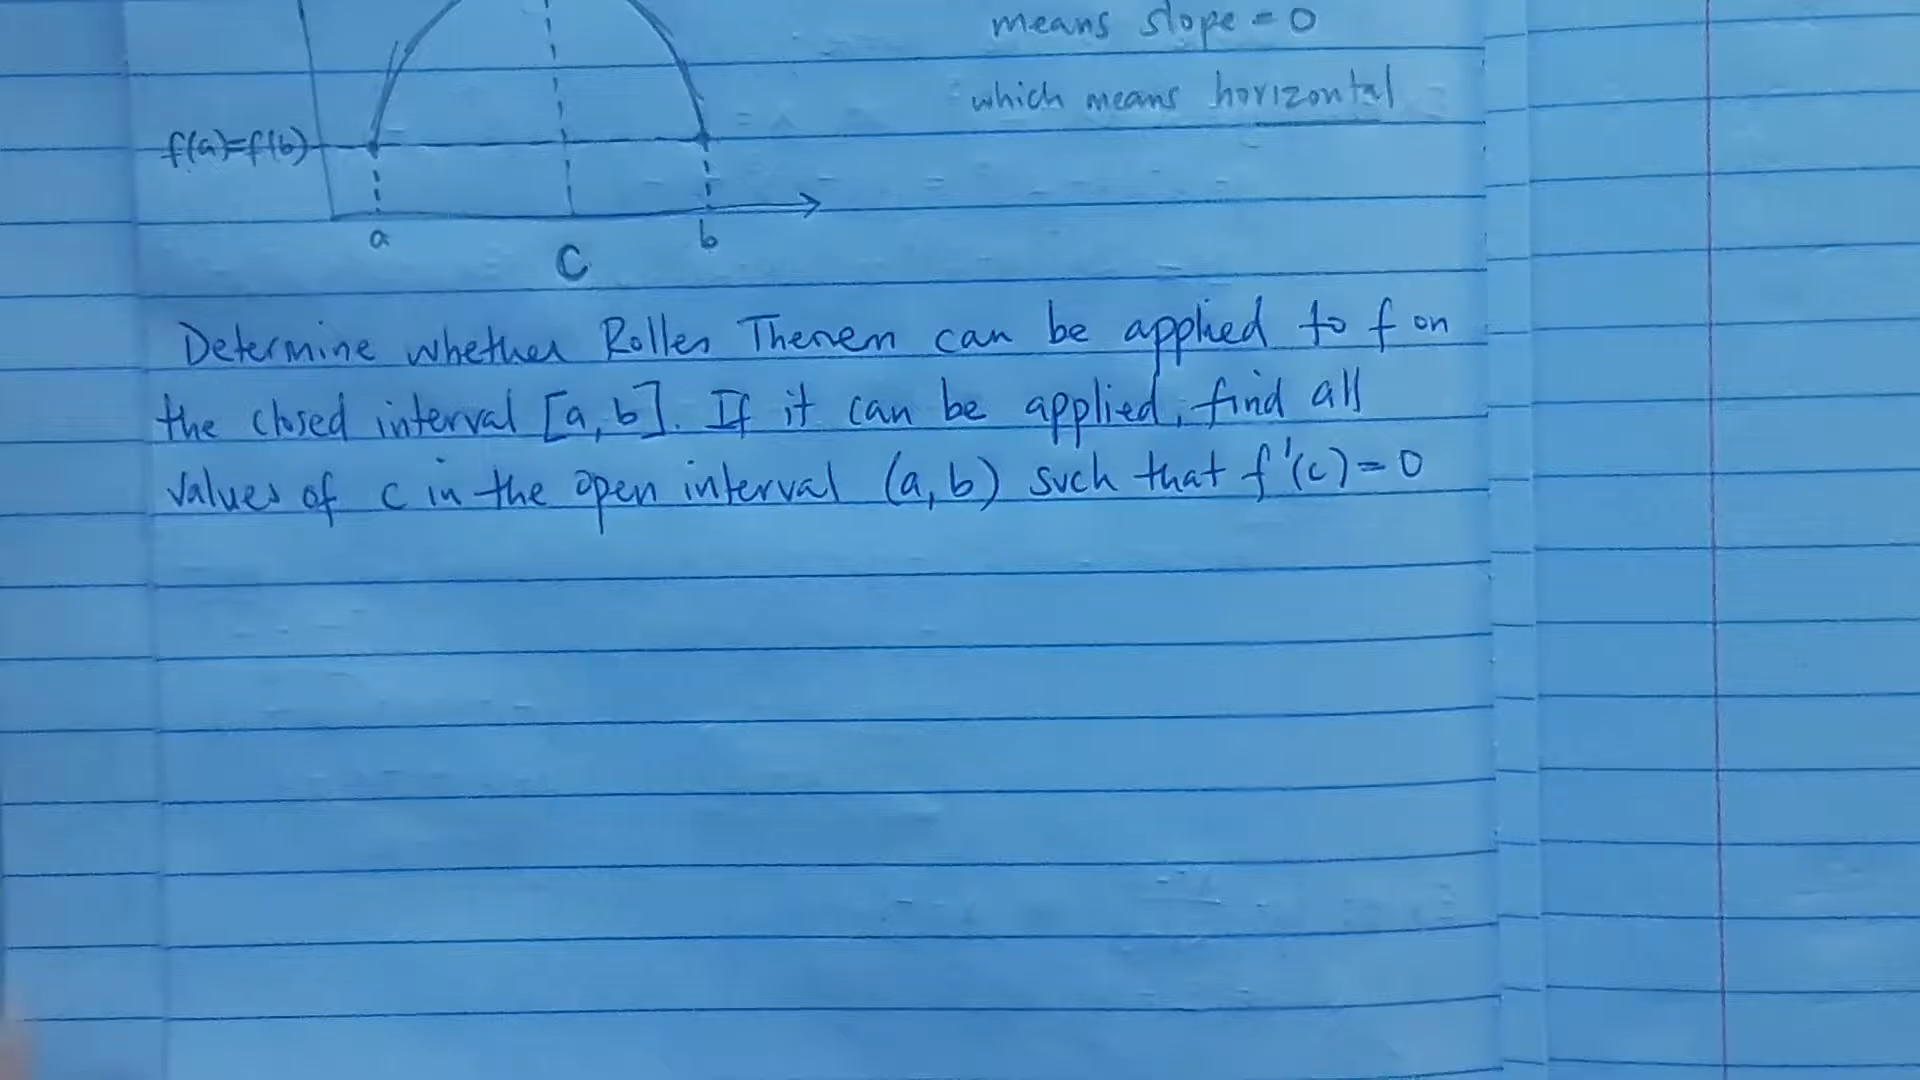 means slope = 0
which means horizontal
f(a)=f(b)
a
b
C
Determine whether Rolles Therem can be applied to f on
the closed interval [a, b]. If it can be applied, find all
values of c in the open interval (a, b) such that f'(c) = 0